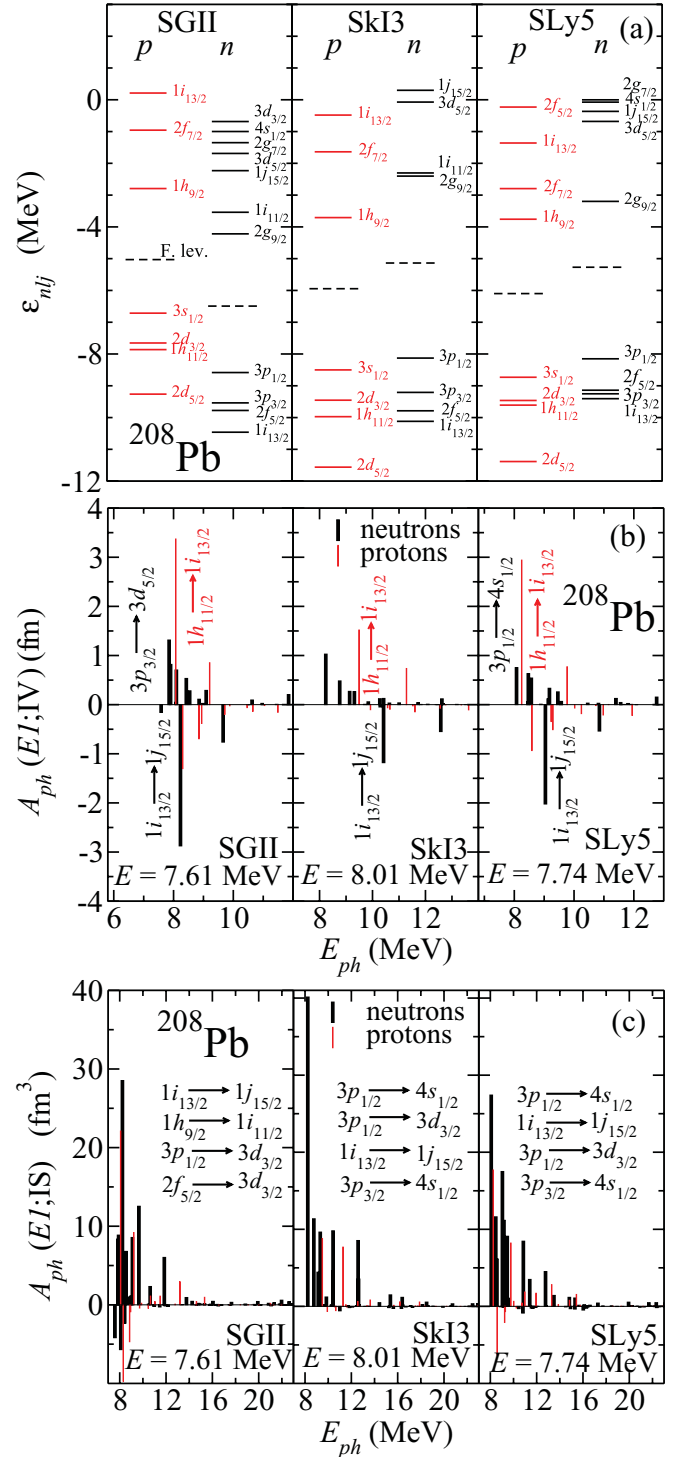 SGII SkI3 SLy5 (a)
p n p n p n
1i13/2
2f7/2
1h9/2
F. lev.
3s1/2
2d3/2
1h11/2
2d5/2
3d3/2
4s1/2
2g7/2
3d5/2
1j15/2
1i11/2
2g9/2
3p1/2
3p3/2
2f5/2
1i13/2
208Pb
1i13/2
2f7/2
1h9/2
3s1/2
2d3/2
1h11/2
2d5/2
1j15/2
3d5/2
1i11/2
2g9/2
3p1/2
3p3/2
2f5/2
1i13/2
2f5/2
1i13/2
2f7/2
1h9/2
3s1/2
2d3/2
1h11/2
2d5/2
2g7/2
4s1/2
1j15/2
3d5/2
2g9/2
3p1/2
2f5/2
3p3/2
1i13/2
0
-4
-8
-12
εnlj (MeV)
(b)
neutrons
protons
208Pb
3p3/2 → 3d5/2
1h11/2 → 1i13/2
1i13/2 → 1j15/2
1h11/2 → 1i13/2
1i13/2 → 1j15/2
3p1/2 → 4s1/2
1h11/2 → 1i13/2
1i13/2 → 1j15/2
SGII SkI3 SLy5
E = 7.61 MeV E = 8.01 MeV E = 7.74 MeV
4
3
2
1
0
-1
-2
-3
-4
Aph (E1;IV) (fm)
6 8 10 8 10 12 8 10 12
Eph (MeV)
(c)
208Pb
neutrons
protons
1i13/2 → 1j15/2
1h9/2 → 1i11/2
3p1/2 → 3d3/2
2f5/2 → 3d3/2
3p1/2 → 4s1/2
3p1/2 → 3d3/2
1i13/2 → 1j15/2
3p3/2 → 4s1/2
3p1/2 → 4s1/2
1i13/2 → 1j15/2
3p1/2 → 3d3/2
3p3/2 → 4s1/2
SGII SkI3 SLy5
E = 7.61 MeV E = 8.01 MeV E = 7.74 MeV
40
30
20
10
0
Aph (E1;IS) (fm3)
8 12 16 20 8 12 16 20 8 12 16 20
Eph (MeV)